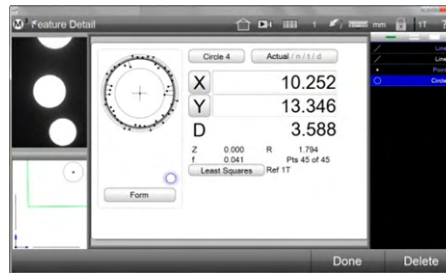 Feature Detail
1
mm
1T
Circle 4
Actual / n / t / d
X 10.252
Y 13.346
D 3.588
Z 0.000 R 1.794
f 0.041 Pts 45 of 45
Least Squares Ref 1T
Form
Line
Line
Point
Circle
Done
Delete